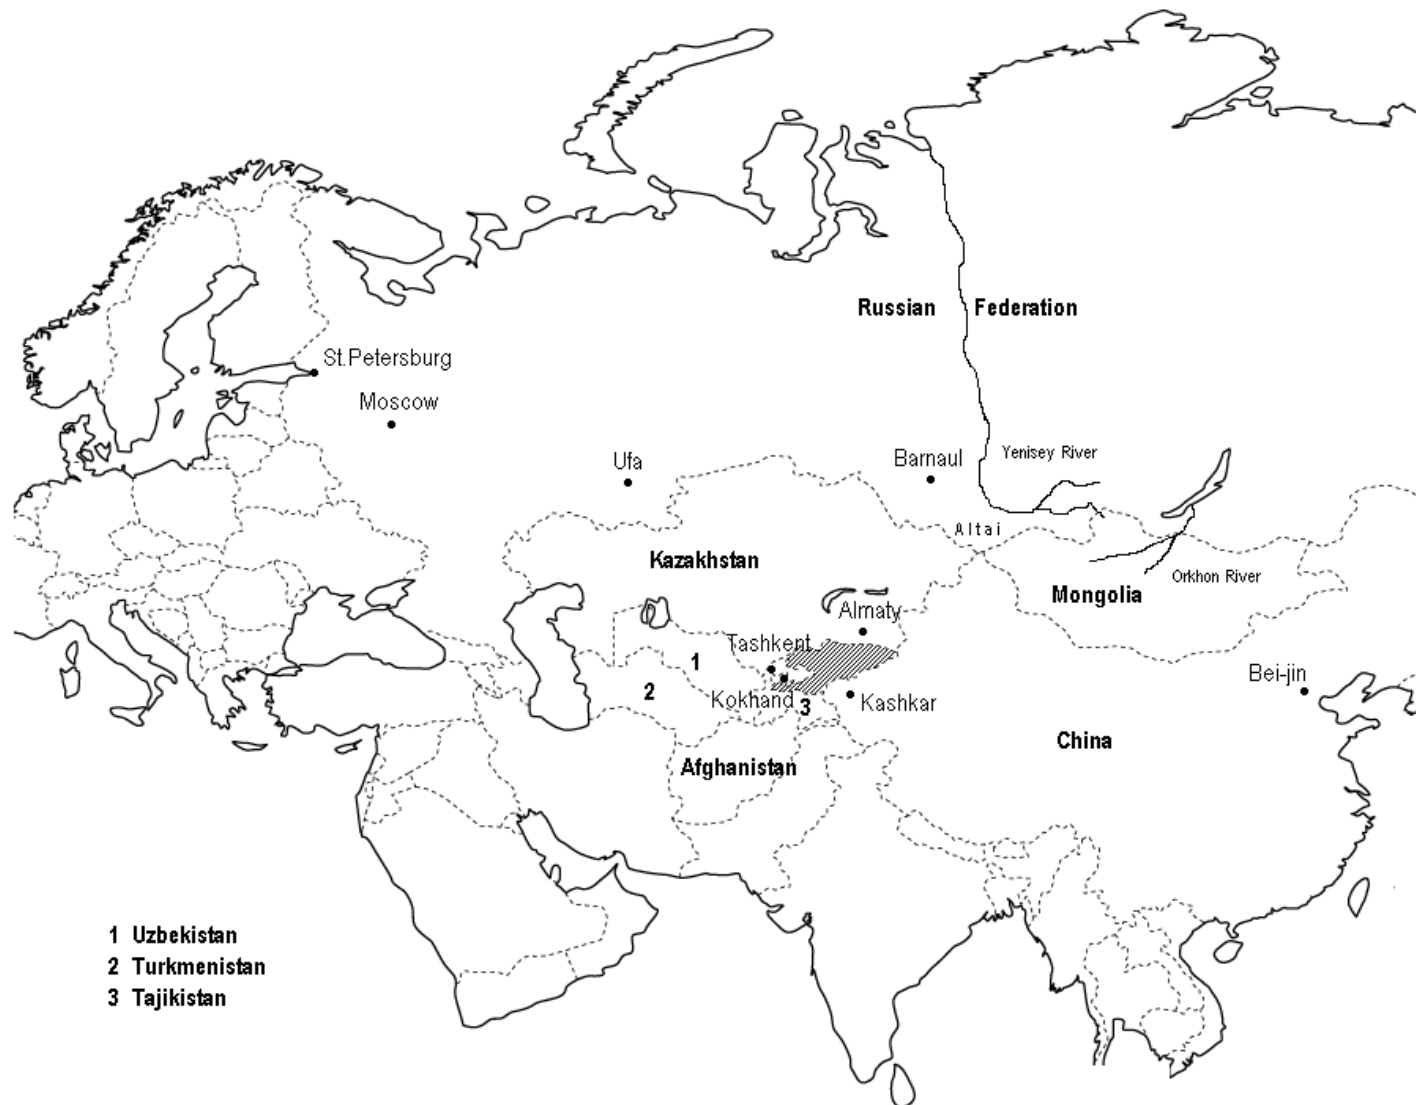 Russian Federation
St.Petersburg
Moscow
Ufa
Barnaul
Yenisey River
Altai
Kazakhstan
Orkhon River
Mongolia
Almaty
Tashkent
1
2
Kokhand
3
Kashkar
Bei-jin
China
Afghanistan
1 Uzbekistan
2 Turkmenistan
3 Tajikistan